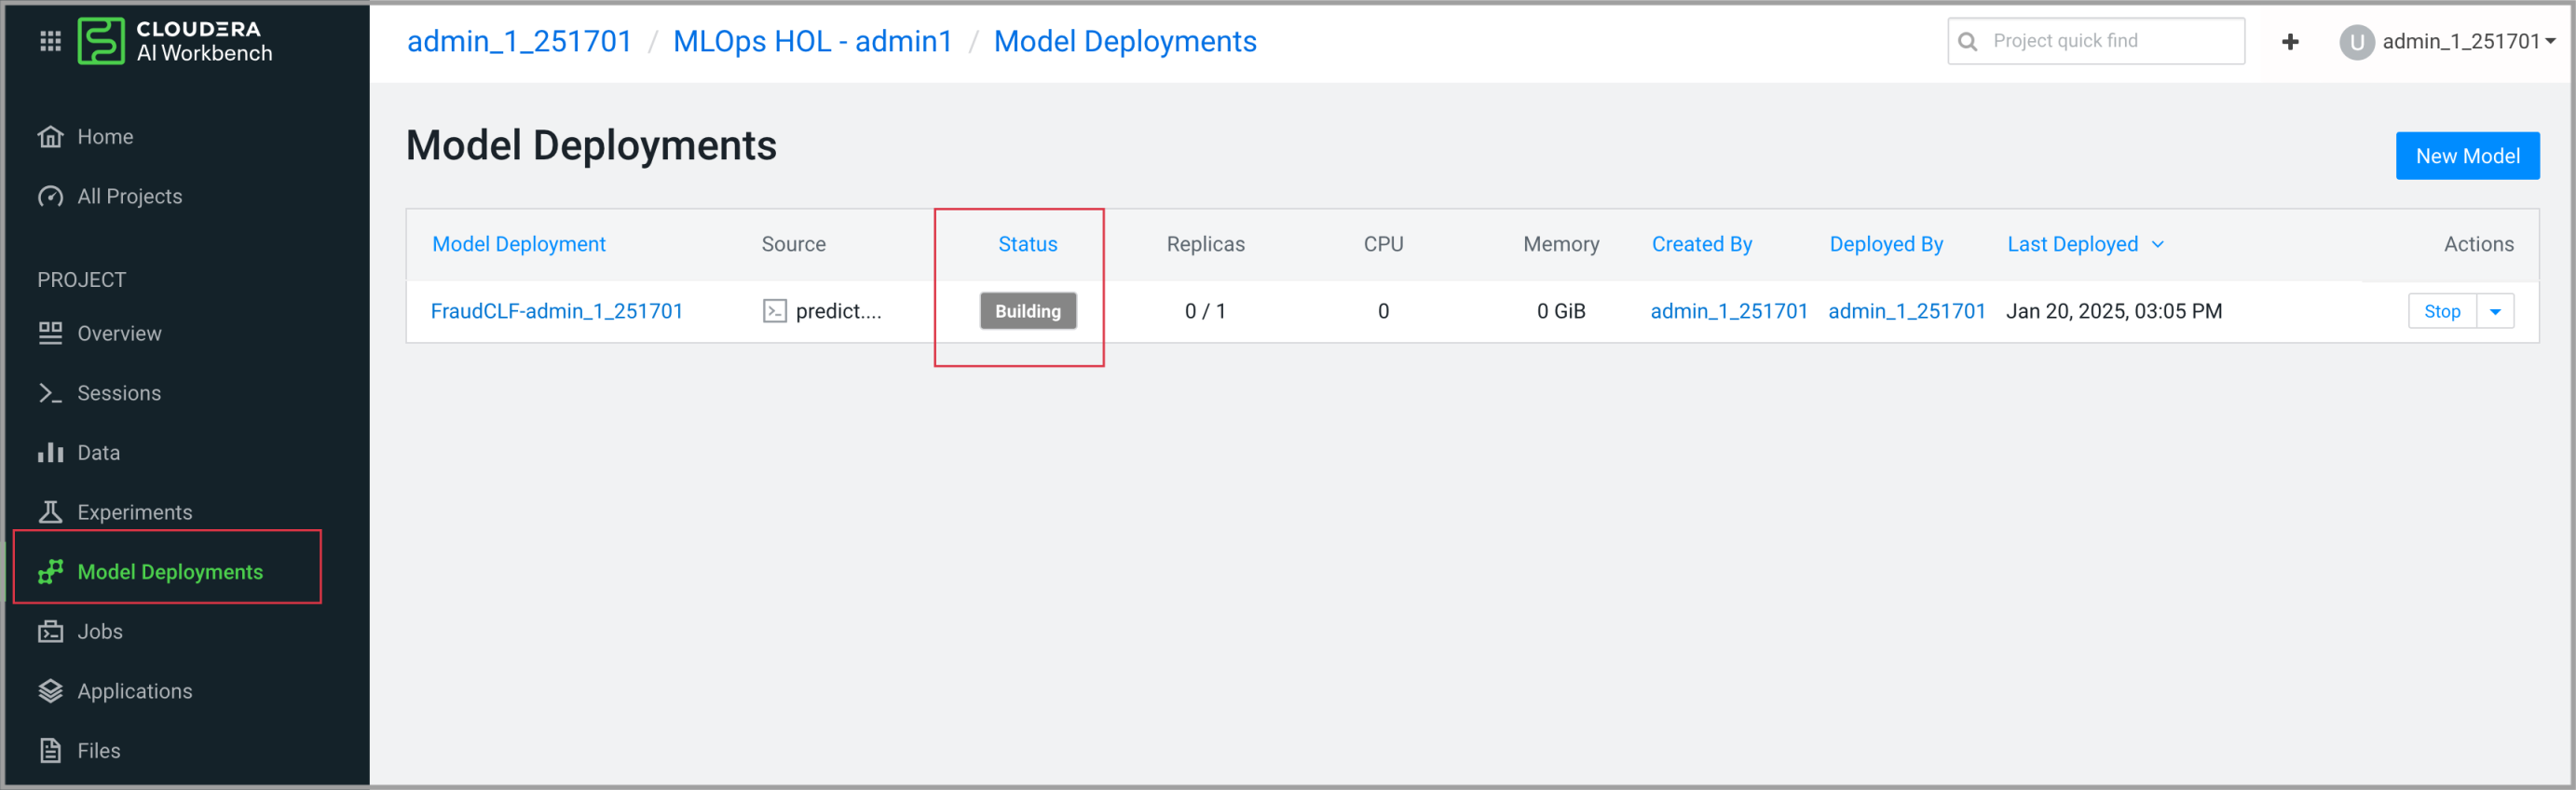 CLOUDERA
AI Workbench
admin_1_251701 / MLOps HOL - admin1 / Model Deployments
Project quick find
U admin_1_251701
Home
All Projects
PROJECT
Overview
Sessions
Data
Experiments
Model Deployments
Jobs
Applications
Files
Model Deployments
New Model
Model Deployment Source Status Replicas CPU Memory Created By Deployed By Last Deployed Actions
FraudCLF-admin_1_251701 predict.... Building 0 / 1 0 0 GiB admin_1_251701 admin_1_251701 Jan 20, 2025, 03:05 PM Stop